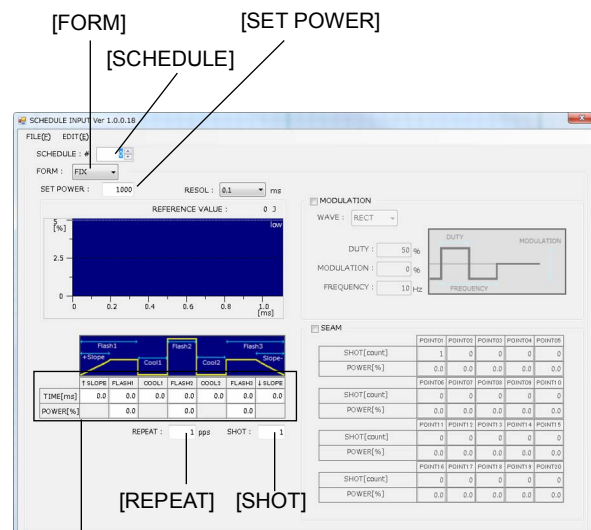 [FORM]
[SET POWER]
[SCHEDULE]
SCHEDULE INPUT Ver 1.0.0.18
FILE(F) EDIT(E)
SCHEDULE : # 0
FORM : FIX
SET POWER : 1000 RESOL : 0.1 ms
REFERENCE VALUE : 0 J
5
[%]
low
2.5
0
0 0.2 0.4 0.6 0.8 1.0
[ms]
Flash1 Flash2 Flash3
+Slope Cool1 Cool2 Slope-
↑SLOPE FLASH1 COOL1 FLASH2 COOL2 FLASH3 ↓SLOPE
TIME[ms] 0.0 0.0 0.0 0.0 0.0 0.0 0.0
POWER[%] 0.0 0.0 0.0
REPEAT : 1 pps SHOT : 1
[REPEAT] [SHOT]
MODULATION
WAVE : RECT
DUTY : 50 %
MODULATION : 0 %
FREQUENCY : 10 Hz
DUTY
MODULATION
FREQUENCY
SEAM
POINT01 POINT02 POINT03 POINT04 POINT05
SHOT[count] 1 0 0 0 0
POWER[%] 0.0 0.0 0.0 0.0 0.0
POINT06 POINT07 POINT08 POINT09 POINT10
SHOT[count] 0 0 0 0 0
POWER[%] 0.0 0.0 0.0 0.0 0.0
POINT11 POINT12 POINT13 POINT14 POINT15
SHOT[count] 0 0 0 0 0
POWER[%] 0.0 0.0 0.0 0.0 0.0
POINT16 POINT17 POINT18 POINT19 POINT20
SHOT[count] 0 0 0 0 0
POWER[%] 0.0 0.0 0.0 0.0 0.0